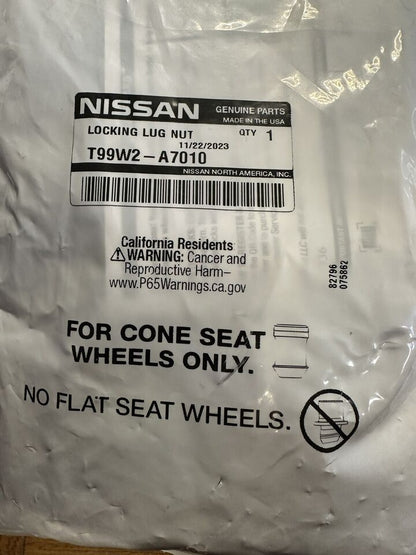 NISSAN GENUINE PARTS
MADE IN THE USA
LOCKING LUG NUT QTY 1
11/22/2023
T99W2-A7010
NISSAN NORTH AMERICA, INC.
California Residents
⚠WARNING: Cancer and
Reproductive Harm–
www.P65Warnings.ca.gov
82796
075862
FOR CONE SEAT
WHEELS ONLY.
NO FLAT SEAT WHEELS.